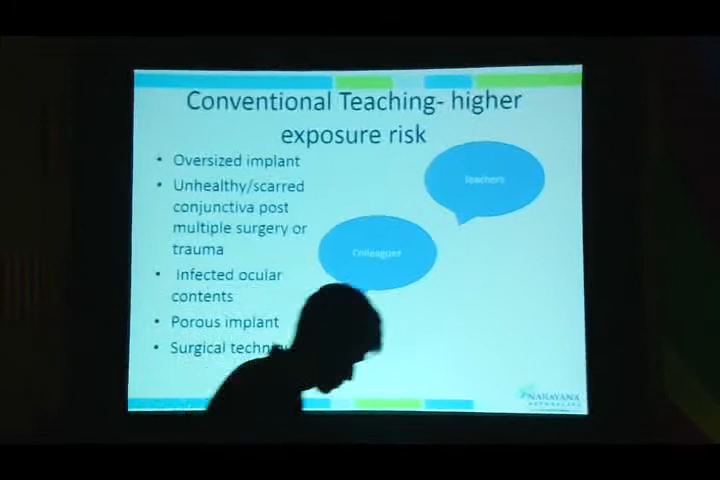 Conventional Teaching- higher
exposure risk
• Oversized implant
• Unhealthy/scarred
conjunctiva post
multiple surgery or
trauma
• Infected ocular
contents
• Porous implant
• Surgical
Teachers
Colleagues
NARAYANA